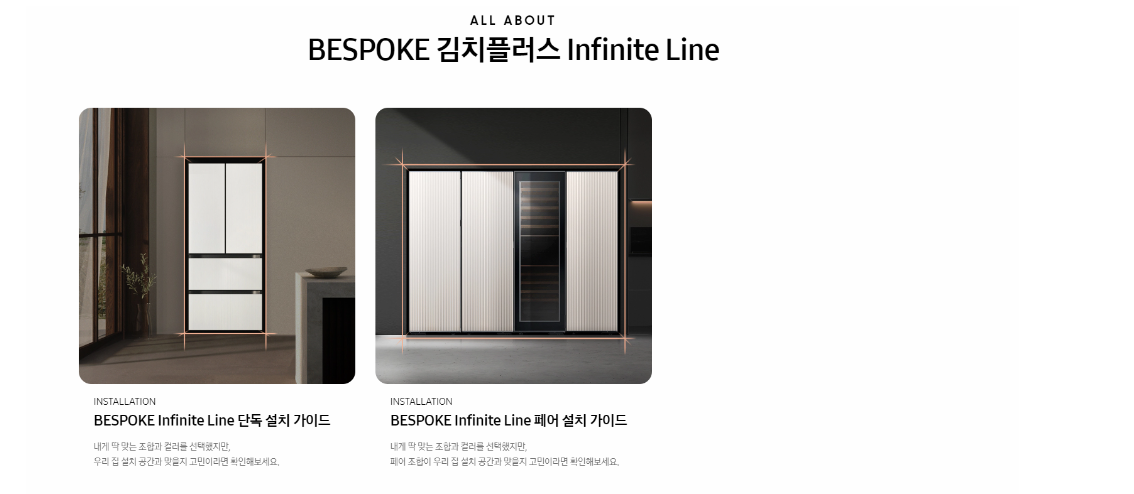 ALL ABOUT
BESPOKE 김치플러스 Infinite Line
INSTALLATION
BESPOKE Infinite Line 단독 설치 가이드
내게 딱 맞는 조합과 컬러를 선택했지만,
우리 집 설치 공간과 맞을지 고민이라면 확인해보세요.
INSTALLATION
BESPOKE Infinite Line 페어 설치 가이드
내게 딱 맞는 조합과 컬러를 선택했지만,
페어 조합이 우리 집 설치 공간과 맞을지 고민이라면 확인해보세요.